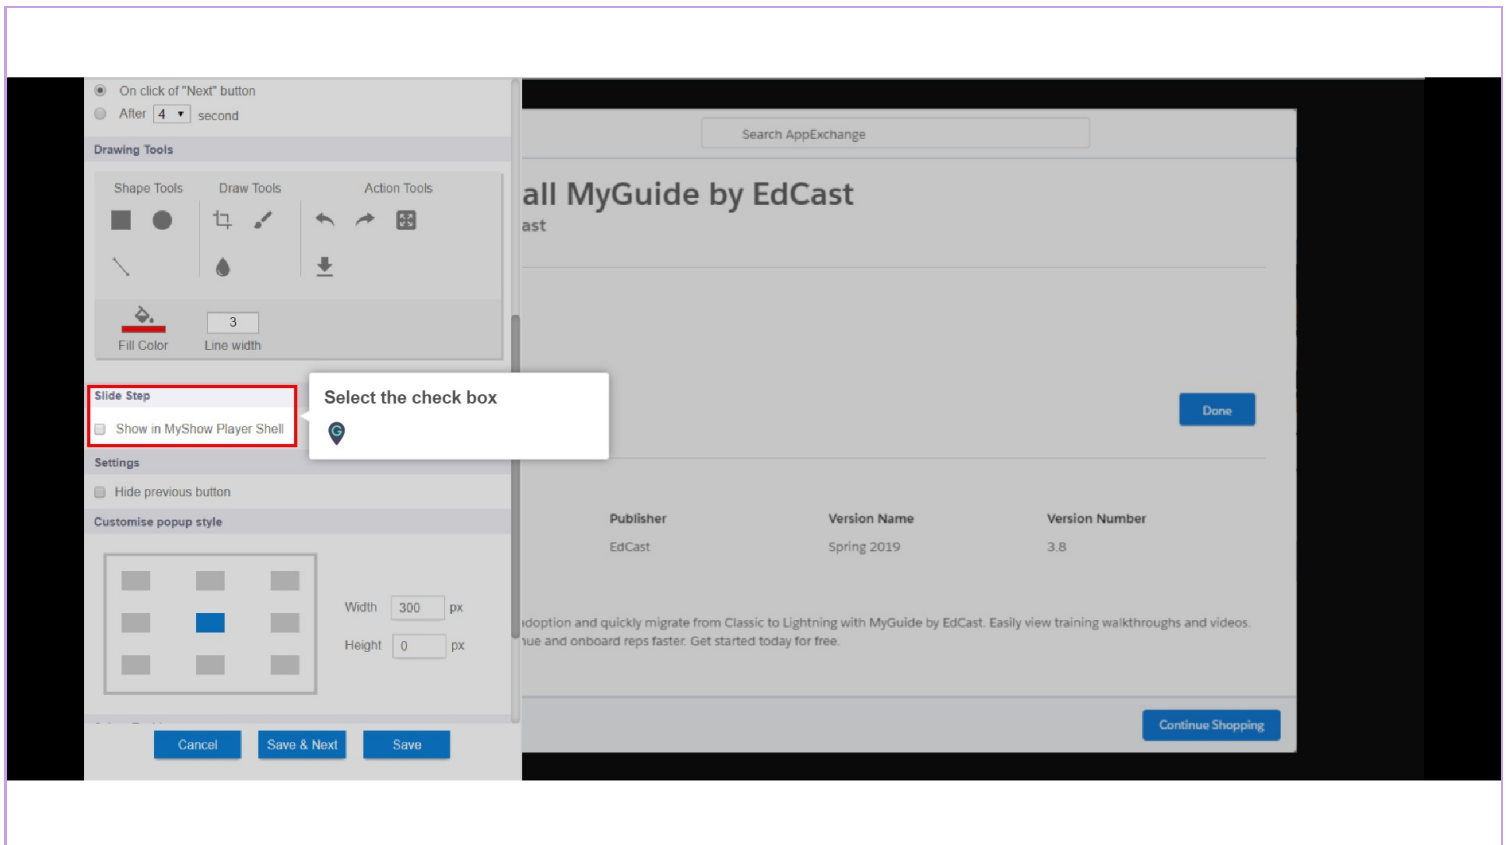 On click of "Next" button
After 4 second
Drawing Tools
Shape Tools Draw Tools Action Tools
3
Fill Color Line width
Slide Step
Show in MyShow Player Shell
Select the check box
G
Settings
Hide previous button
Customise popup style
Width 300 px
Height 0 px
Cancel Save & Next Save
Search AppExchange
all MyGuide by EdCast
ast
Done
Publisher Version Name Version Number
EdCast Spring 2019 3.8
adoption and quickly migrate from Classic to Lightning with MyGuide by EdCast. Easily view training walkthroughs and videos.
nue and onboard reps faster. Get started today for free.
Continue Shopping